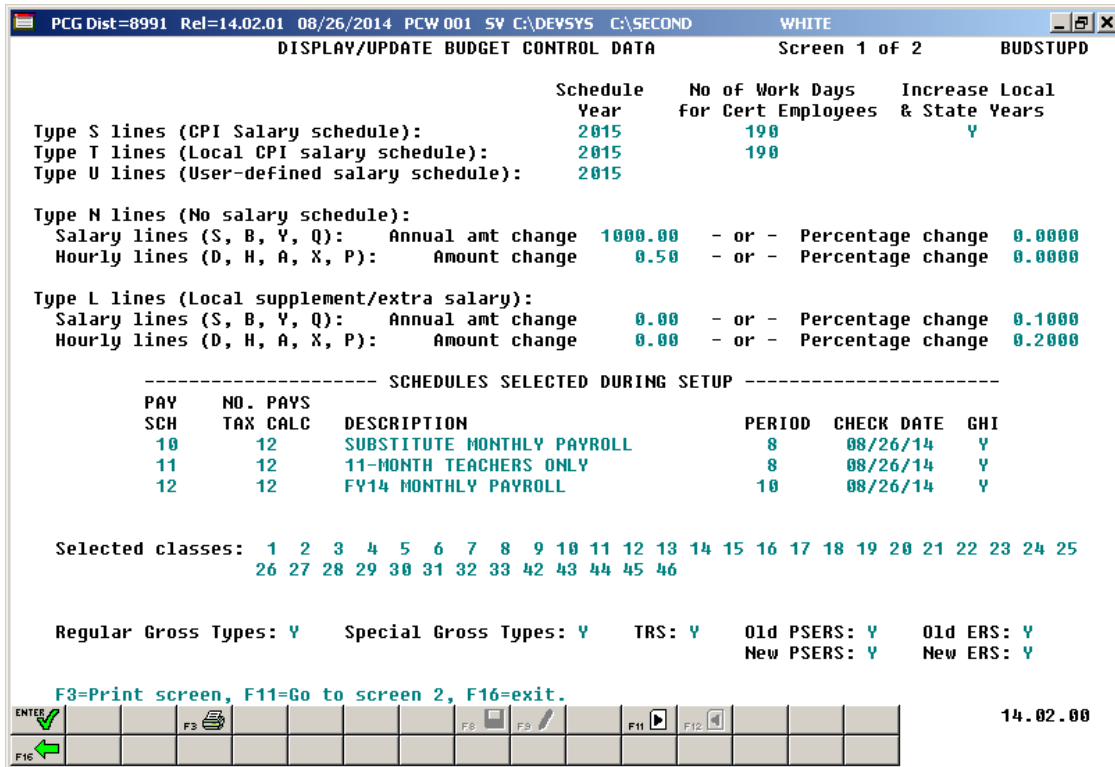 PCG Dist=8991 Rel=14.02.01 08/26/2014 PCW 001 SV C:\DEVSYS C:\SECOND WHITE
DISPLAY/UPDATE BUDGET CONTROL DATA Screen 1 of 2 BUDSTUPD
Schedule No of Work Days Increase Local
Year for Cert Employees & State Years
Type S lines (CPI Salary schedule): 2015 190 Y
Type T lines (Local CPI salary schedule): 2015 190
Type U lines (User-defined salary schedule): 2015
Type N lines (No salary schedule):
Salary lines (S, B, Y, Q): Annual amt change 1000.00 - or - Percentage change 0.0000
Hourly lines (D, H, A, X, P): Amount change 0.50 - or - Percentage change 0.0000
Type L lines (Local supplement/extra salary):
Salary lines (S, B, Y, Q): Annual amt change 0.00 - or - Percentage change 0.1000
Hourly lines (D, H, A, X, P): Amount change 0.00 - or - Percentage change 0.2000
--------------------- SCHEDULES SELECTED DURING SETUP -----------------------
PAY NO. PAYS
SCH TAX CALC DESCRIPTION PERIOD CHECK DATE GHI
10 12 SUBSTITUTE MONTHLY PAYROLL 8 08/26/14 Y
11 12 11-MONTH TEACHERS ONLY 8 08/26/14 Y
12 12 FY14 MONTHLY PAYROLL 10 08/26/14 Y
Selected classes: 1 2 3 4 5 6 7 8 9 10 11 12 13 14 15 16 17 18 19 20 21 22 23 24 25
26 27 28 29 30 31 32 33 42 43 44 45 46
Regular Gross Types: Y Special Gross Types: Y TRS: Y Old PSERS: Y Old ERS: Y
New PSERS: Y New ERS: Y
F3=Print screen, F11=Go to screen 2, F16=exit.
ENTER F3 F8 F9 F11 F12 14.02.00
F16